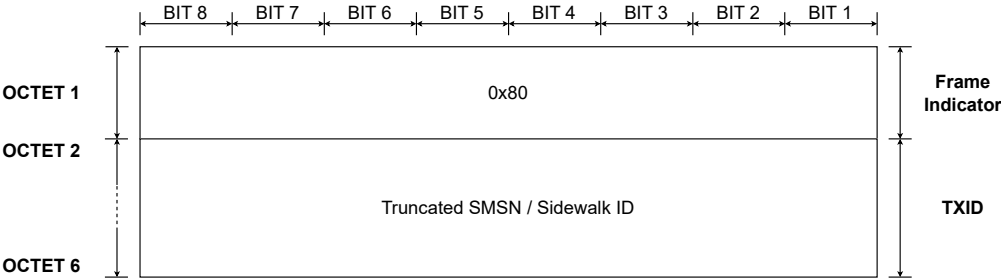 BIT 8 BIT 7 BIT 6 BIT 5 BIT 4 BIT 3 BIT 2 BIT 1
OCTET 1
0x80
Frame
Indicator
OCTET 2
Truncated SMSN / Sidewalk ID
TXID
OCTET 6